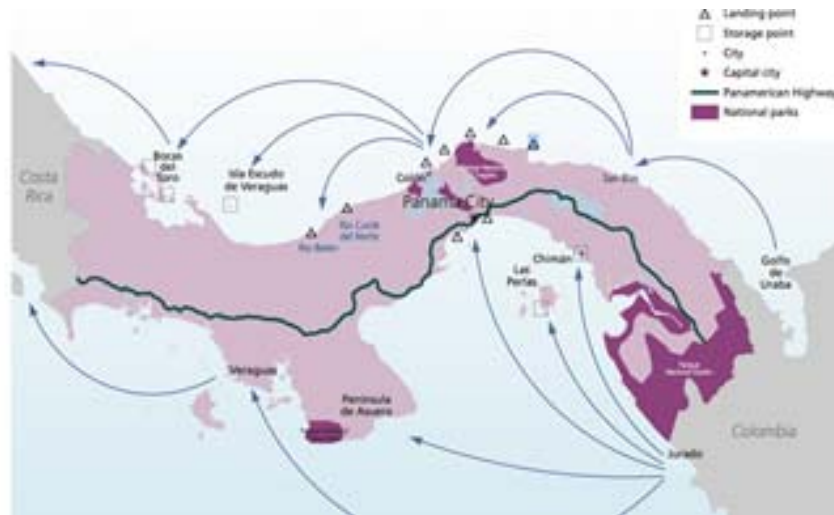 Landing point
Storage point
City
Capital city
Panamerican Highway
National parks
Costa
Rica
Bocas
del
Toro
Isla Escudo
de Veraguas
Colón
Panama City
San Blas
Río Coclé
del Norte
Río Belén
Chimán
Las
Perlas
Golfo
de
Uraba
Veraguas
Península
de Azuero
Jurado
Colombia